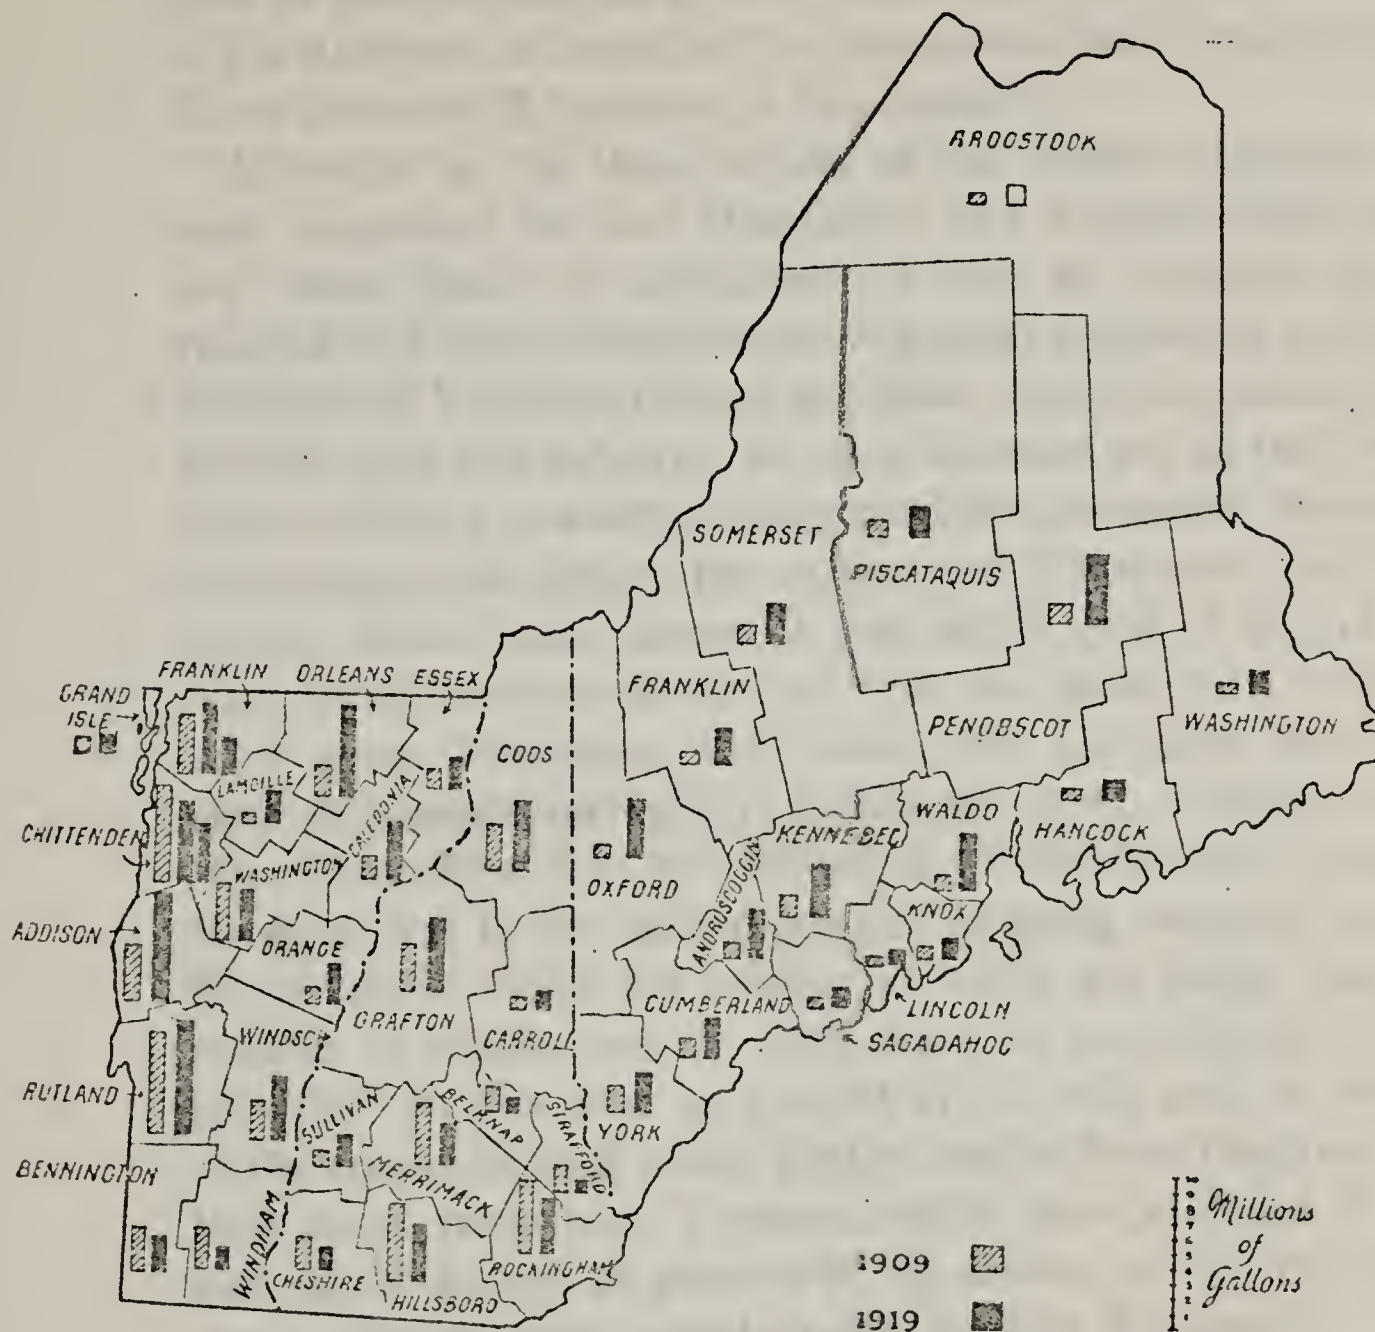 AROOSTOOK
SOMERSET
PISCATAQUIS
FRANKLIN ORLEANS ESSEX
GRAND
ISLE
FRANKLIN
PENOBSCOT
WASHINGTON
COOS
LAMOILLE
CALEDONIA
CHITTENDEN
WASHINGTON
OXFORD
ANDROSCOGGIN
KENNEBEC
WALDO
HANCOCK
KNOX
ADDISON
ORANGE
GRAFTON
CARROLL
CUMBERLAND
LINCOLN
SAGADAHOC
WINDSOR
RUTLAND
SULLIVAN
BELKNAP
STRAFFORD
YORK
BENNINGTON
MERRIMACK
WINDHAM
CHESHIRE
HILLSBORO
ROCKINGHAM
1909
1919
Millions
of
Gallons